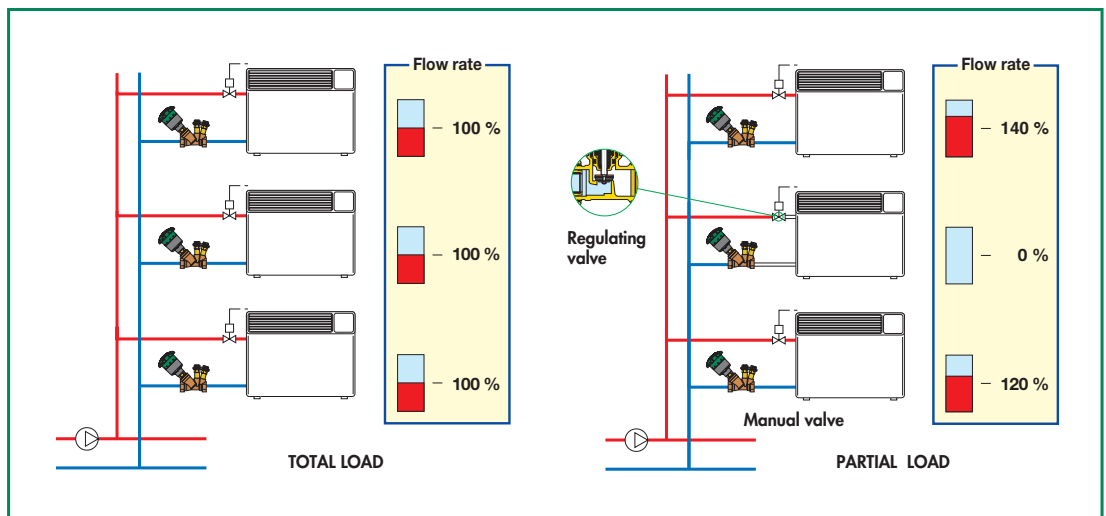 Flow rate
100 %
100 %
100 %
TOTAL LOAD
Flow rate
140 %
Regulating
valve
0 %
120 %
Manual valve
PARTIAL LOAD